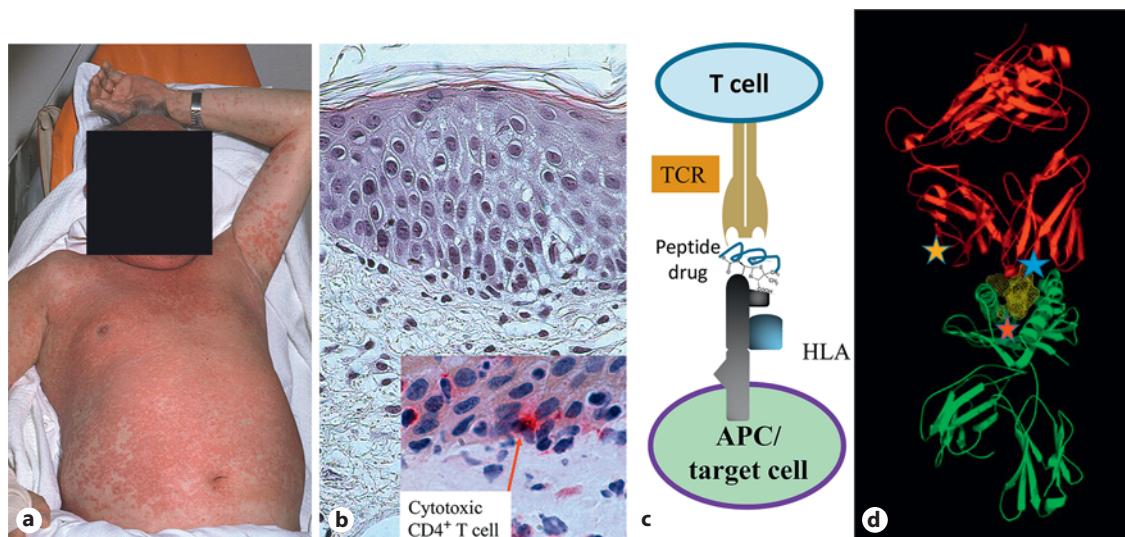 a
b
Cytotoxic
CD4⁺ T cell
c
T cell
TCR
Peptide
drug
HLA
APC/
target cell
d